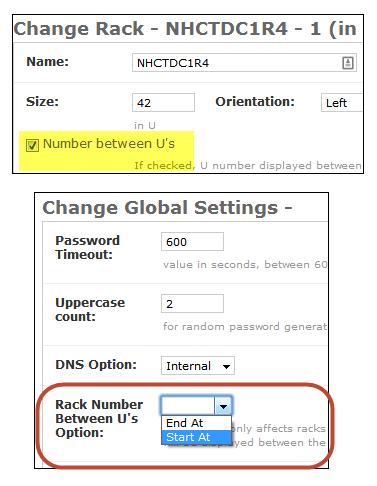 Change Rack - NHCTDC1R4 - 1 (in
Name: NHCTDC1R4
Size: 42 Orientation: Left
in U
Number between U's
If checked, U number displayed between
Change Global Settings -
Password Timeout: 600
value in seconds, between 60
Uppercase count: 2
for random password generat
DNS Option: Internal
Rack Number Between U's Option:
End At
Start At
only affects racks
displayed between the